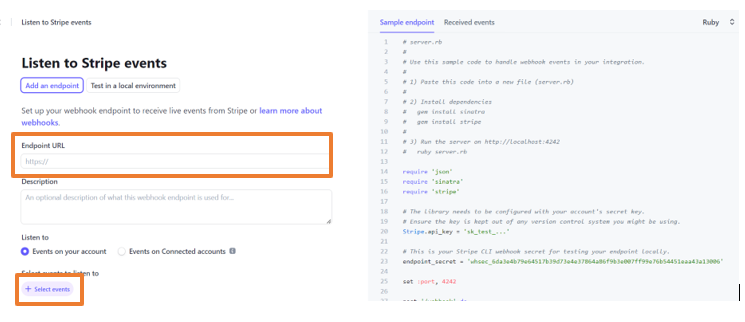 Listen to Stripe events
Listen to Stripe events
Add an endpoint
Test in a local environment
Set up your webhook endpoint to receive live events from Stripe or learn more about
webhooks.
Endpoint URL
https://
Description
An optional description of what this webhook endpoint is used for...
Listen to
Events on your account
Events on Connected accounts
Select events to listen to
+ Select events
Sample endpoint
Received events
Ruby
1 # server.rb
2 #
3 # Use this sample code to handle webhook events in your integration.
4 #
5 # 1) Paste this code into a new file (server.rb)
6 #
7 # 2) Install dependencies
8 # gem install sinatra
9 # gem install stripe
10 #
11 # 3) Run the server on http://localhost:4242
12 # ruby server.rb
13
14 require 'json'
15 require 'sinatra'
16 require 'stripe'
17
18 # The library needs to be configured with your account's secret key.
19 # Ensure the key is kept out of any version control system you might be using.
20 Stripe.api_key = 'sk_test_...'
21
22 # This is your Stripe CLI webhook secret for testing your endpoint locally.
23 endpoint_secret =
24
25 set :port, 4242
26